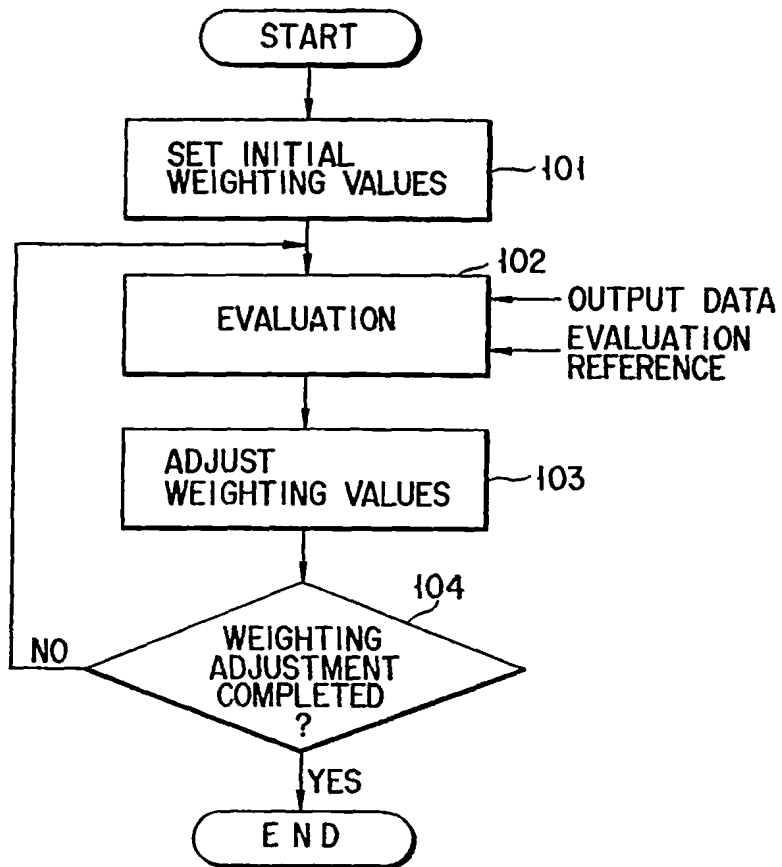 START
SET INITIAL
WEIGHTING VALUES
101
102
EVALUATION
OUTPUT DATA
EVALUATION
REFERENCE
ADJUST
WEIGHTING VALUES
103
104
WEIGHTING
ADJUSTMENT
COMPLETED
?
NO
YES
END